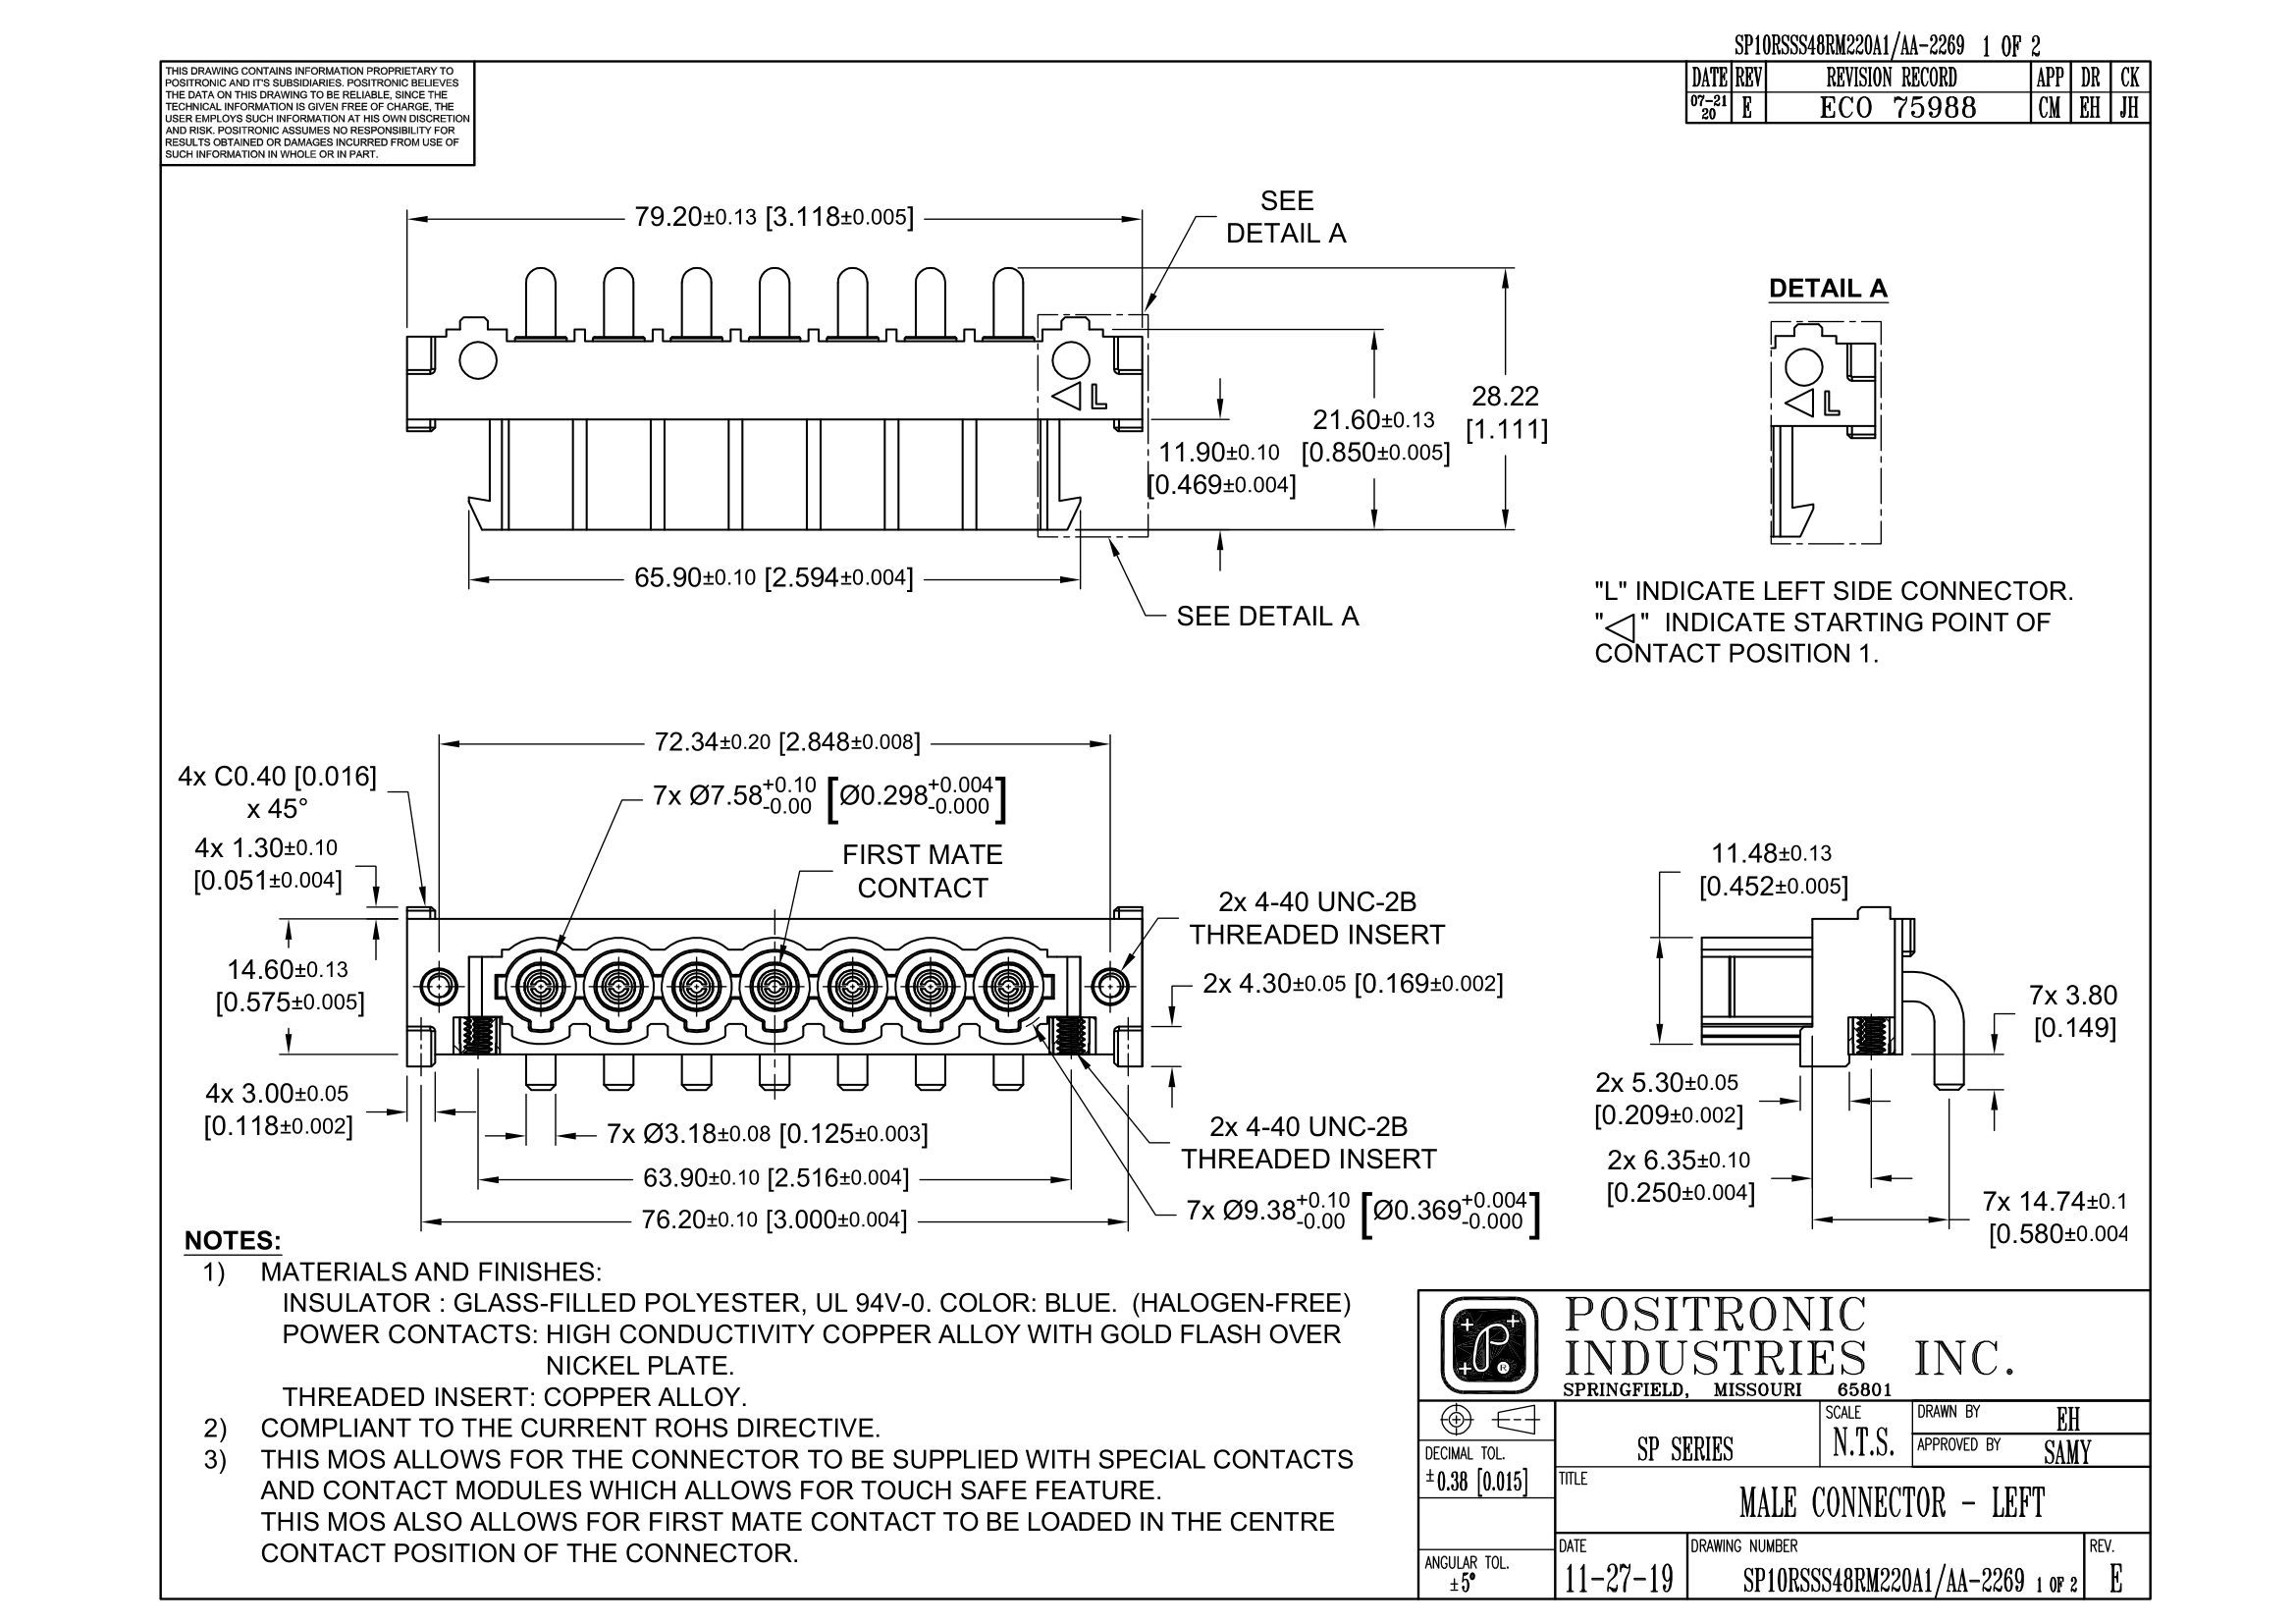 SP10RSSS48RM220A1/AA-2269 1 OF 2
THIS DRAWING CONTAINS INFORMATION PROPRIETARY TO
POSITRONIC AND IT'S SUBSIDIARIES. POSITRONIC BELIEVES
THE DATA ON THIS DRAWING TO BE RELIABLE, SINCE THE
TECHNICAL INFORMATION IS GIVEN FREE OF CHARGE, THE
USER EMPLOYS SUCH INFORMATION AT HIS OWN DISCRETION
AND RISK. POSITRONIC ASSUMES NO RESPONSIBILITY FOR
RESULTS OBTAINED OR DAMAGES INCURRED FROM USE OF
SUCH INFORMATION IN WHOLE OR IN PART.
DATE REV REVISION RECORD APP DR CK
07-21
20 E ECO 75988 CM EH JH
79.20±0.13 [3.118±0.005]
SEE
DETAIL A
L
28.22
[1.111]
21.60±0.13
[0.850±0.005]
11.90±0.10
[0.469±0.004]
65.90±0.10 [2.594±0.004]
SEE DETAIL A
DETAIL A
L
"L" INDICATE LEFT SIDE CONNECTOR.
"◁" INDICATE STARTING POINT OF
CONTACT POSITION 1.
72.34±0.20 [2.848±0.008]
4x C0.40 [0.016]
x 45°
7x Ø7.58+0.10 -0.00 [Ø0.298+0.004 -0.000]
4x 1.30±0.10
[0.051±0.004]
FIRST MATE
CONTACT
2x 4-40 UNC-2B
THREADED INSERT
14.60±0.13
[0.575±0.005]
2x 4.30±0.05 [0.169±0.002]
4x 3.00±0.05
[0.118±0.002]
7x Ø3.18±0.08 [0.125±0.003]
2x 4-40 UNC-2B
THREADED INSERT
63.90±0.10 [2.516±0.004]
7x Ø9.38+0.10 -0.00 [Ø0.369+0.004 -0.000]
76.20±0.10 [3.000±0.004]
11.48±0.13
[0.452±0.005]
7x 3.80
[0.149]
2x 5.30±0.05
[0.209±0.002]
2x 6.35±0.10
[0.250±0.004]
7x 14.74±0.1
[0.580±0.004
NOTES:
1) MATERIALS AND FINISHES:
INSULATOR : GLASS-FILLED POLYESTER, UL 94V-0. COLOR: BLUE. (HALOGEN-FREE)
POWER CONTACTS: HIGH CONDUCTIVITY COPPER ALLOY WITH GOLD FLASH OVER
NICKEL PLATE.
THREADED INSERT: COPPER ALLOY.
2) COMPLIANT TO THE CURRENT ROHS DIRECTIVE.
3) THIS MOS ALLOWS FOR THE CONNECTOR TO BE SUPPLIED WITH SPECIAL CONTACTS
AND CONTACT MODULES WHICH ALLOWS FOR TOUCH SAFE FEATURE.
THIS MOS ALSO ALLOWS FOR FIRST MATE CONTACT TO BE LOADED IN THE CENTRE
CONTACT POSITION OF THE CONNECTOR.
P ®
POSITRONIC
INDUSTRIES INC.
SPRINGFIELD, MISSOURI 65801
DECIMAL TOL.
±0.38 [0.015]
ANGULAR TOL.
±5°
SP SERIES
SCALE
N.T.S.
DRAWN BY EH
APPROVED BY SAMY
TITLE
MALE CONNECTOR - LEFT
DATE
11-27-19
DRAWING NUMBER
SP10RSSS48RM220A1/AA-2269 1 OF 2
REV.
E